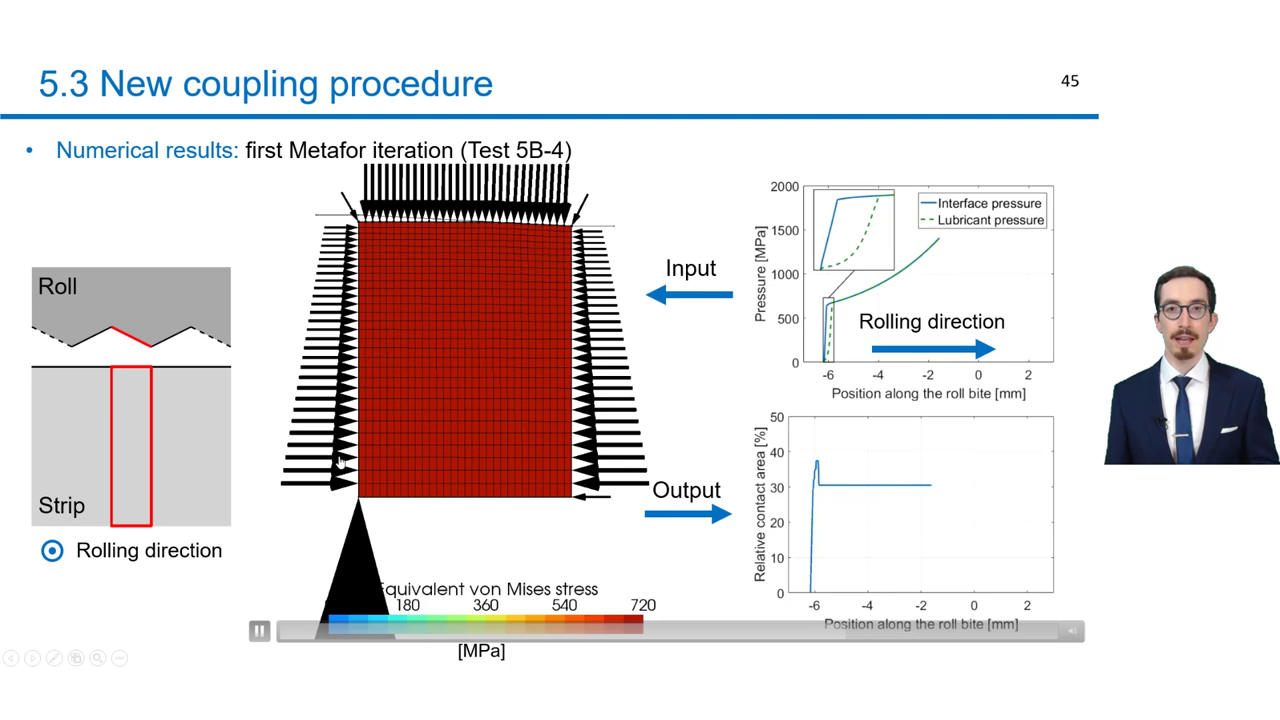 5.3 New coupling procedure
45
• Numerical results: first Metafor iteration (Test 5B-4)
Roll
Strip
Rolling direction
Equivalent von Mises stress
180 360 540 720
[MPa]
Input
Output
2000
1500
1000
500
0
Pressure [MPa]
Interface pressure
Lubricant pressure
Rolling direction
-6 -4 -2 0 2
Position along the roll bite [mm]
50
40
30
20
10
0
Relative contact area [%]
-6 -4 -2 0 2
Position along the roll bite [mm]